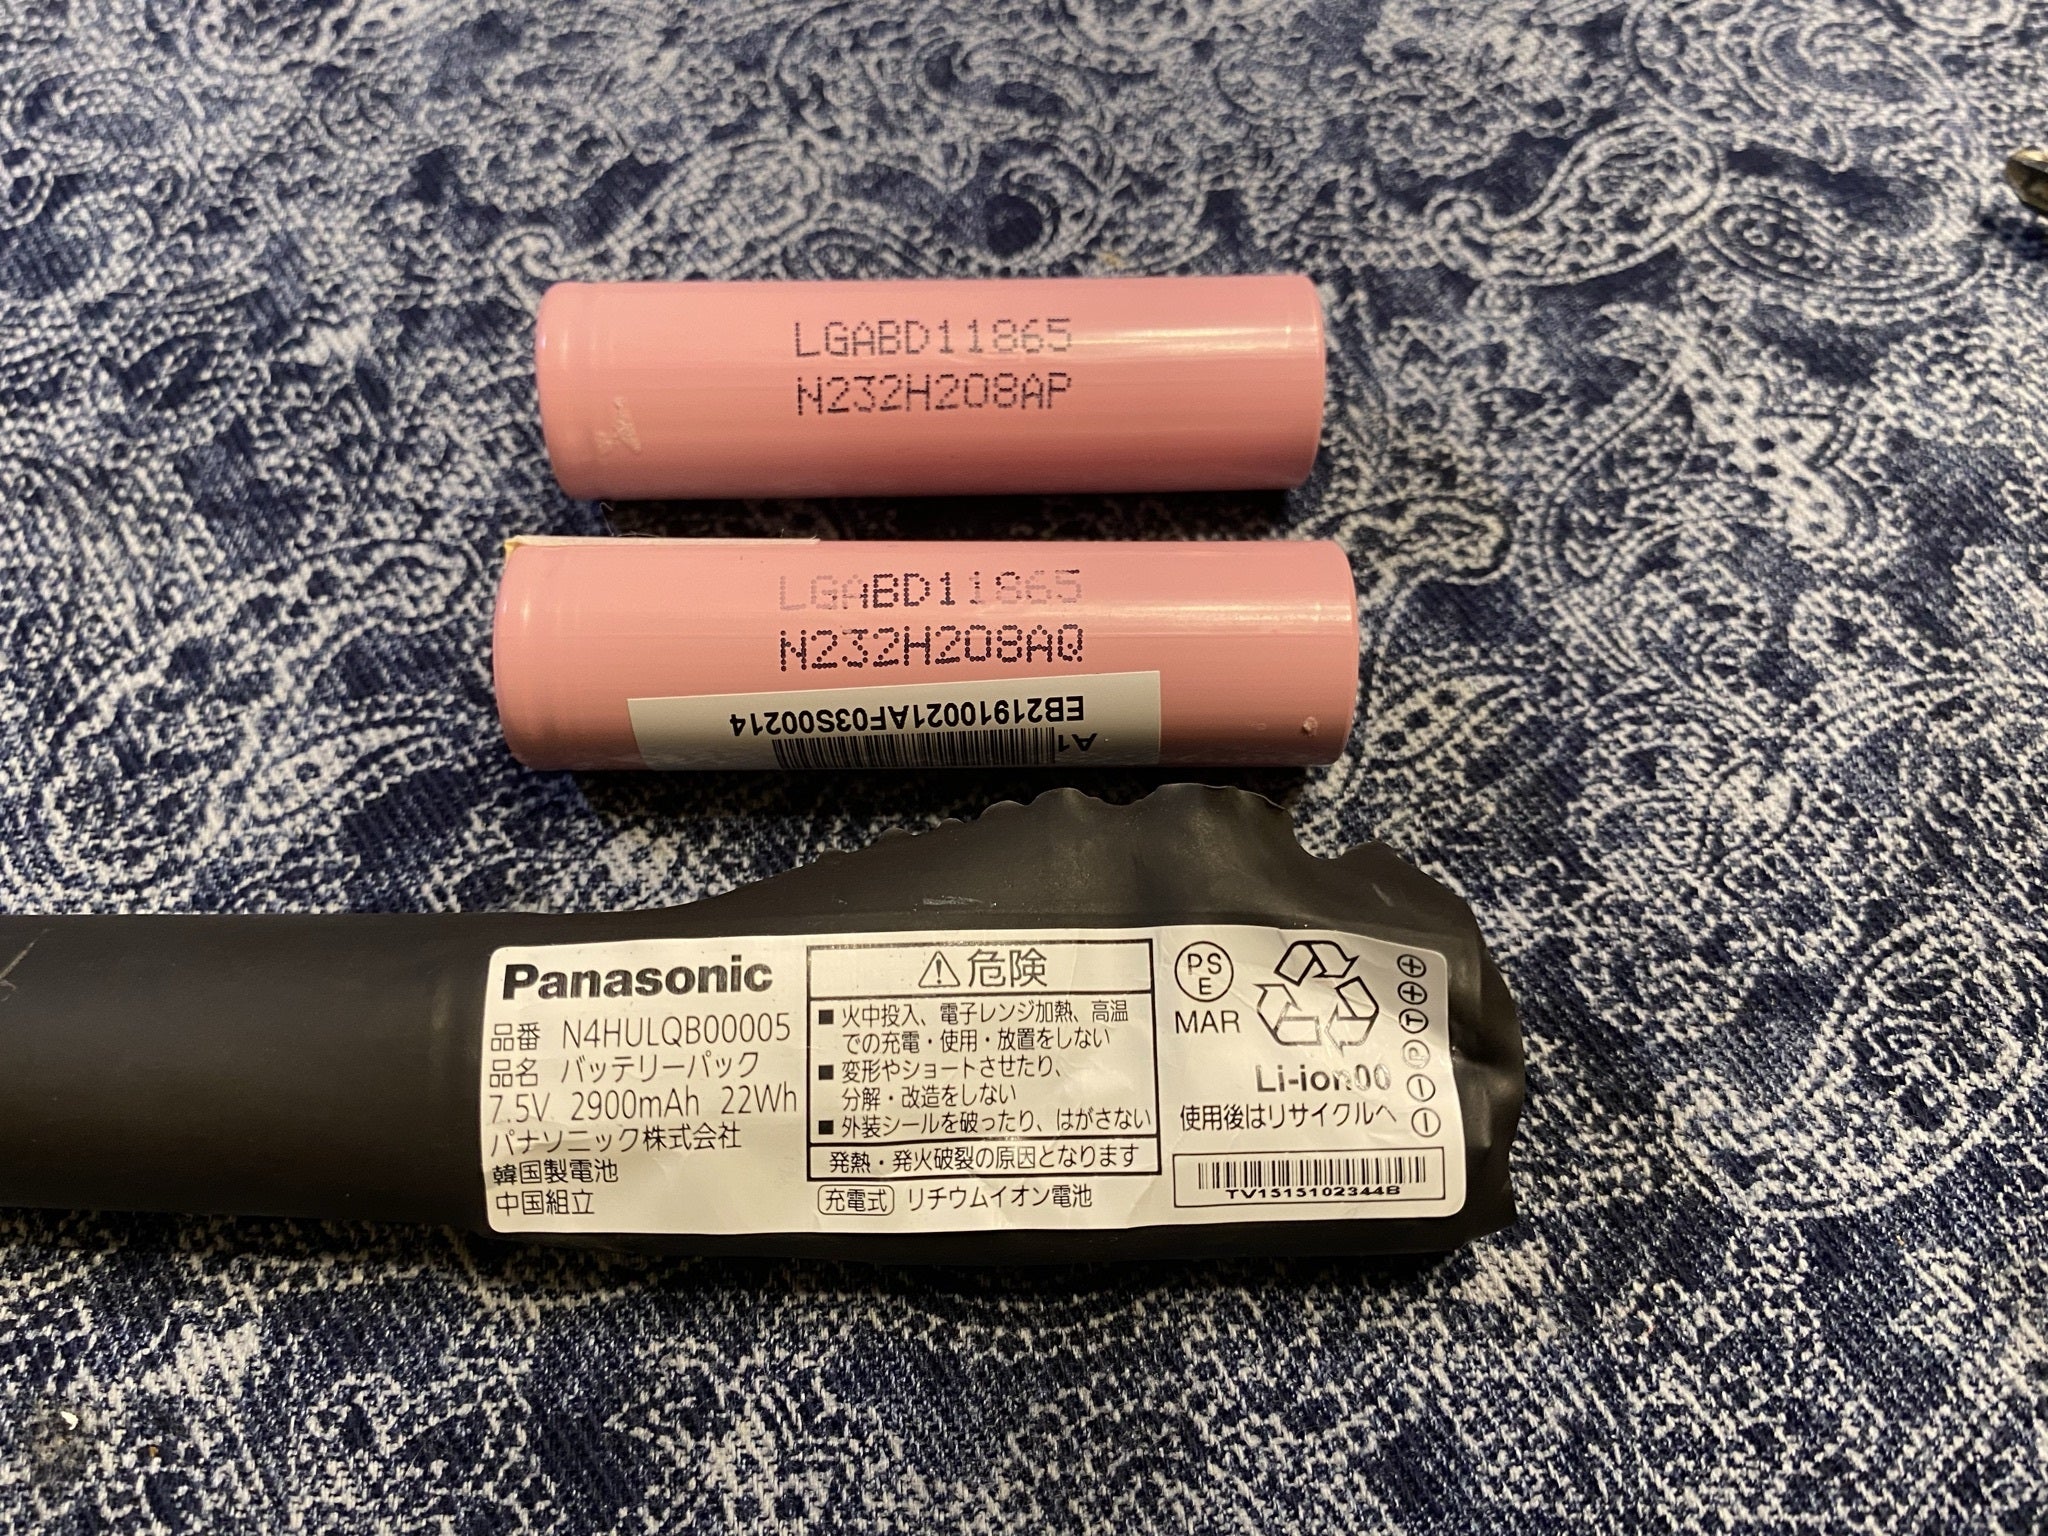 LGABD11865
N232H208AP
LGABD11865
N232H208AQ
EB21910021AF03S00214
A1
Panasonic
品番 N4HULQB00005
品名 バッテリーパック
7.5V 2900mAh 22Wh
パナソニック株式会社
韓国製電池
中国組立
⚠危険
■ 火中投入、電子レンジ加熱、高温
での充電・使用・放置をしない
■ 変形やショートさせたり、
分解・改造をしない
■ 外装シールを破ったり、はがさない
発熱・発火破裂の原因となります
充電式 リチウムイオン電池
PS
E
MAR
Li-ion00
使用後はリサイクルへ
TV1515102344B
⊕
⊕
Ⓣ
Ⓟ
⊖
⊖